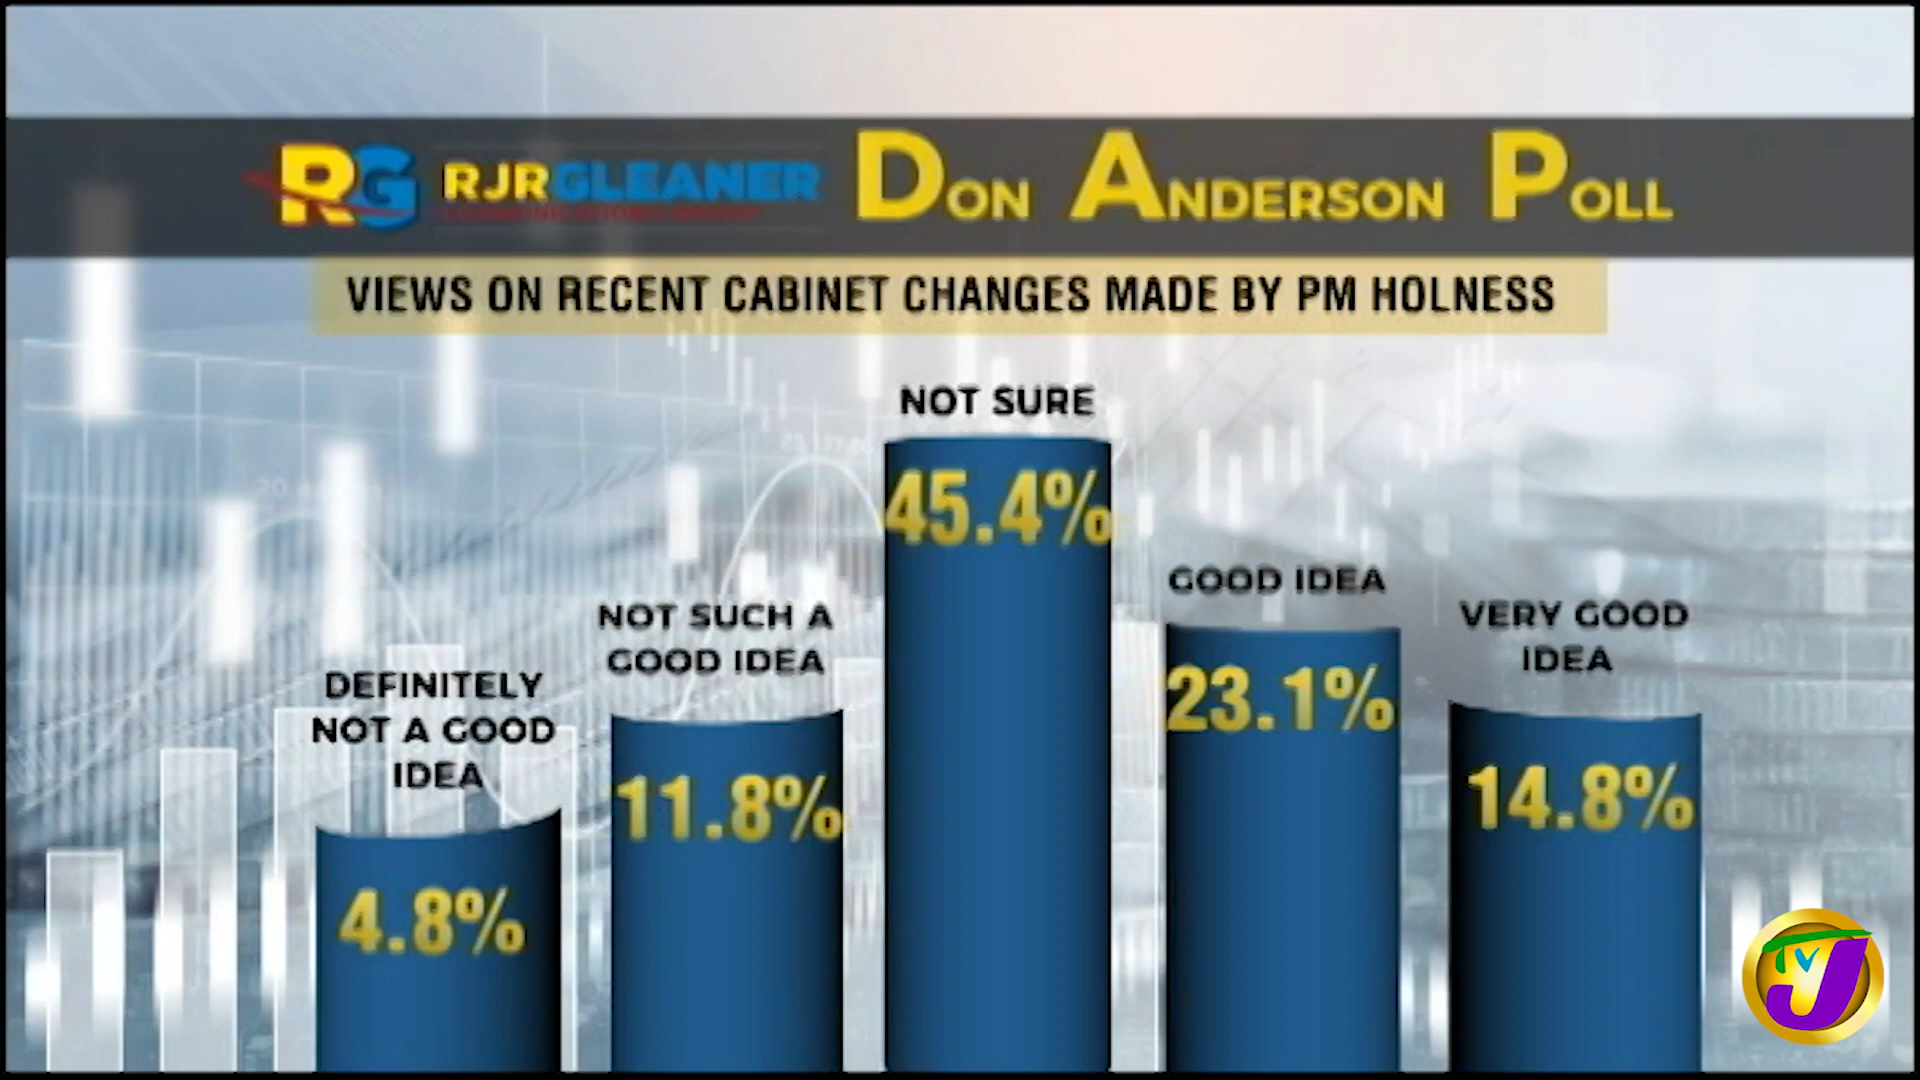 RG RJRGLEANER DON ANDERSON POLL
COMMUNICATIONS GROUP
VIEWS ON RECENT CABINET CHANGES MADE BY PM HOLNESS
DEFINITELY
NOT A GOOD
IDEA
4.8%
NOT SUCH A
GOOD IDEA
11.8%
NOT SURE
45.4%
GOOD IDEA
23.1%
VERY GOOD
IDEA
14.8%
TVJ